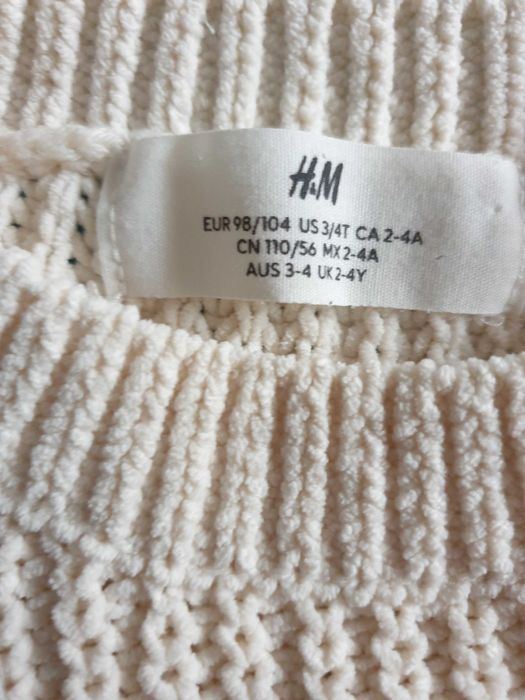 H&M
EUR 98/104 US 3/4T CA 2-4A
CN 110/56 MX 2-4A
AUS 3-4 UK 2-4Y